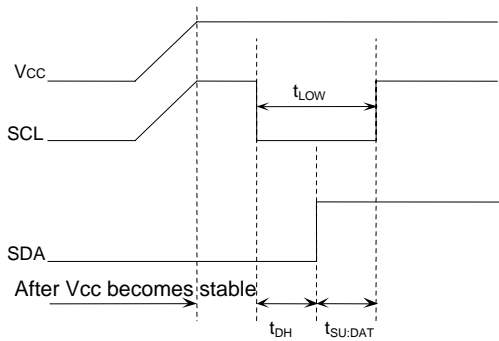 Vcc
tLOW
SCL
SDA
After Vcc becomes stable
tDH
tSU:DAT